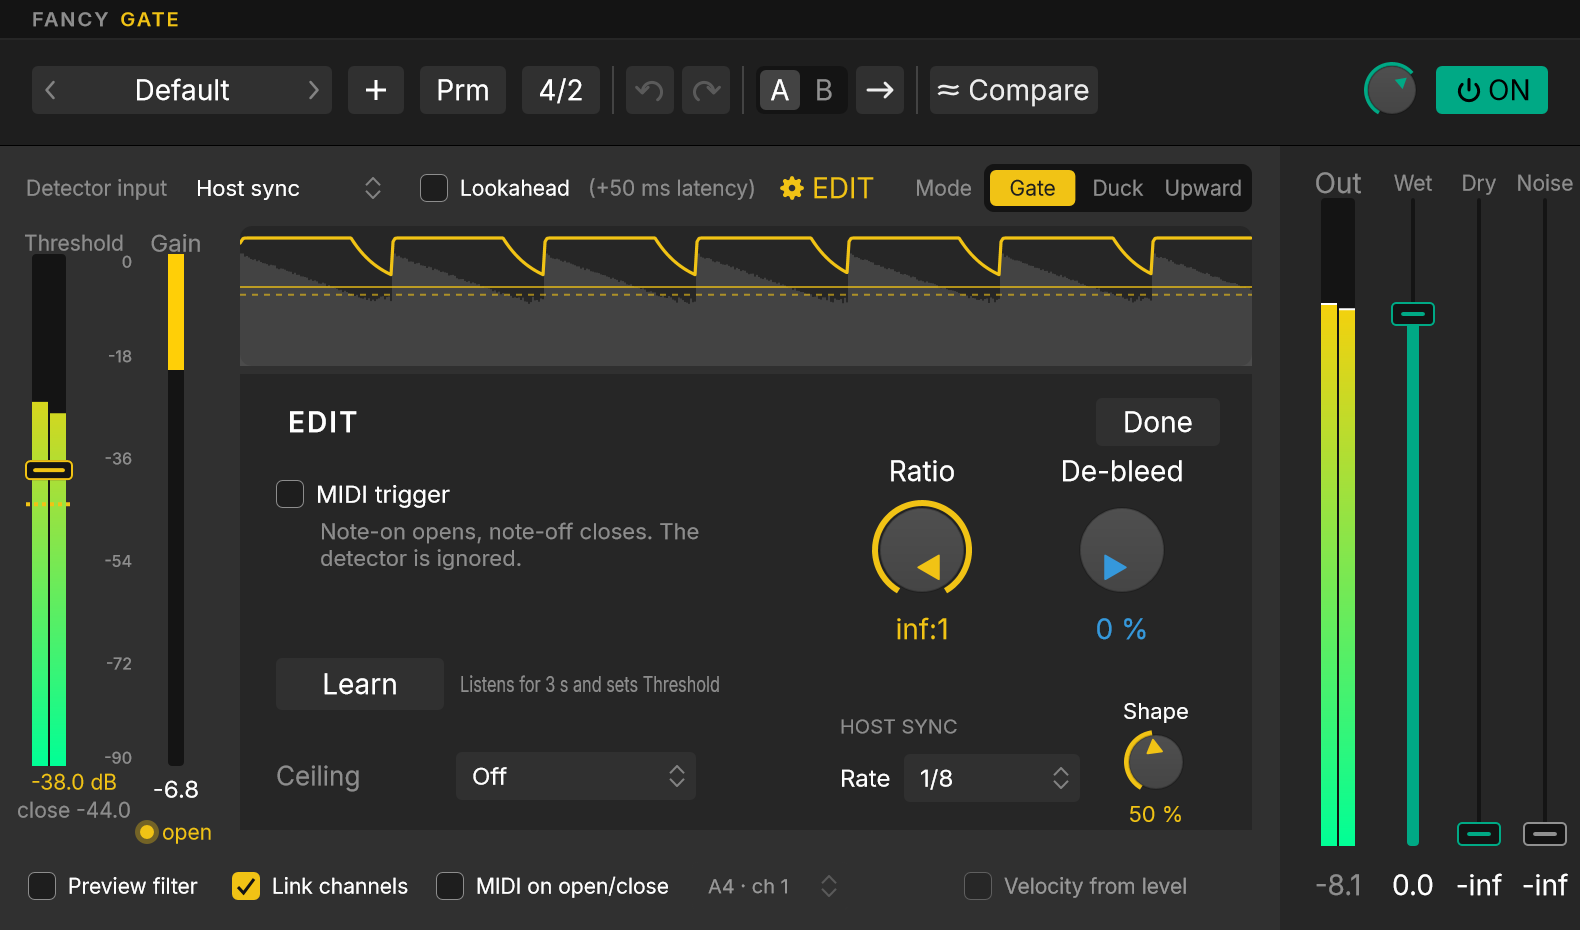 FANCY GATE
Default
+
Prm
4/2
A B
→
≈ Compare
ON
Detector input
Host sync
Lookahead
(+50 ms latency)
EDIT
Mode
Gate
Duck
Upward
Out
Wet
Dry
Noise
Threshold
Gain
0
-18
-36
-54
-72
-90
-38.0 dB
close -44.0
-6.8
open
EDIT
Done
MIDI trigger
Note-on opens, note-off closes. The
detector is ignored.
Ratio
inf:1
De-bleed
0 %
Learn
Listens for 3 s and sets Threshold
Ceiling
Off
HOST SYNC
Rate
1/8
Shape
50 %
Preview filter
Link channels
MIDI on open/close
A4 · ch 1
Velocity from level
-8.1
0.0
-inf
-inf